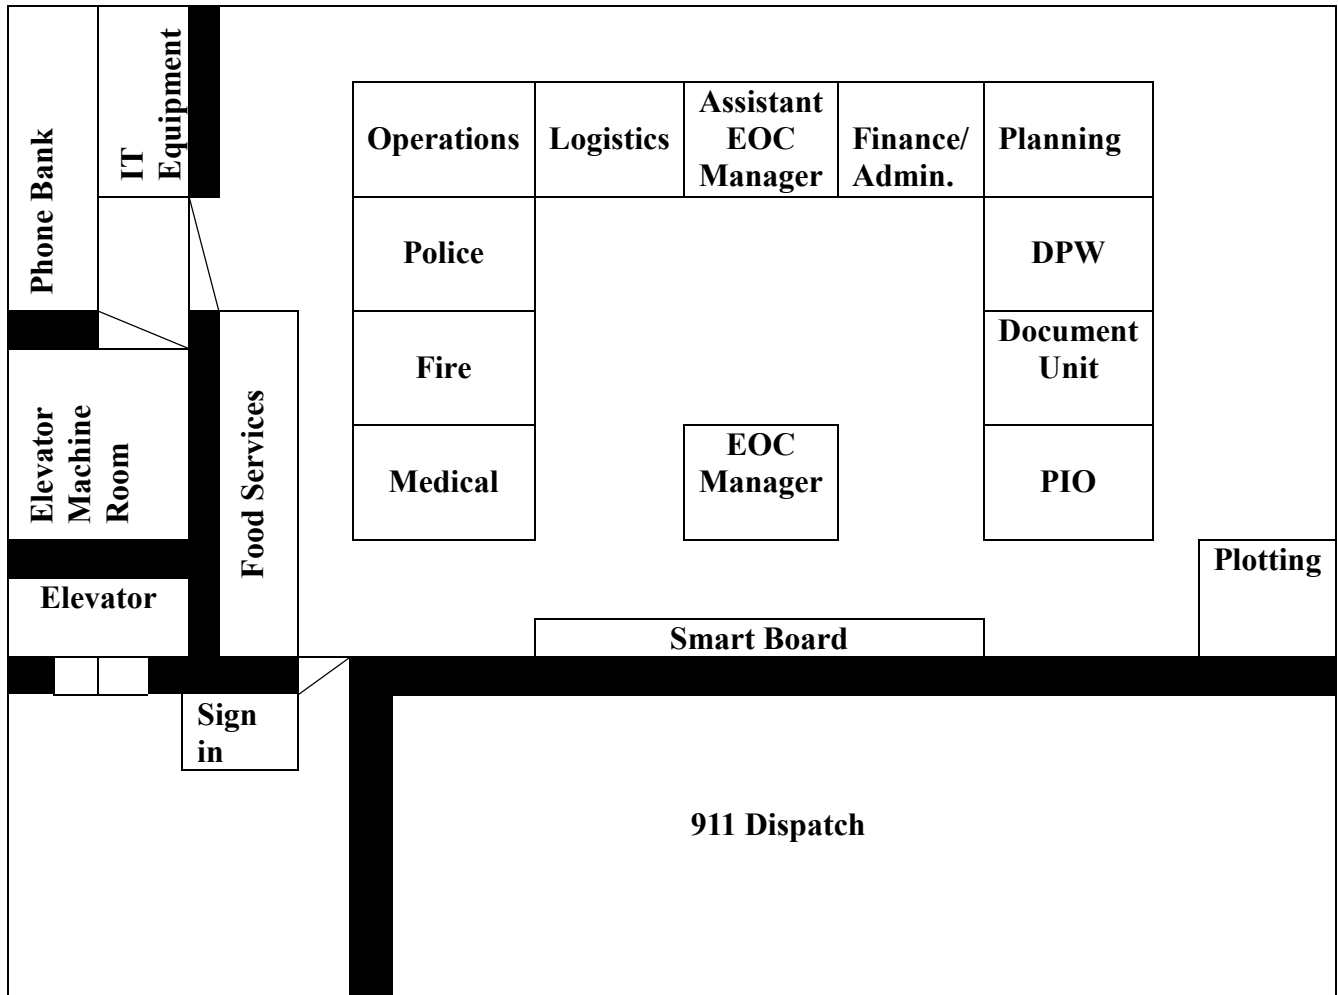 Phone Bank
IT
Equipment
Operations
Logistics
Assistant
EOC
Manager
Finance/
Admin.
Planning
Police
DPW
Fire
Document
Unit
Medical
EOC
Manager
PIO
Elevator
Machine
Room
Food Services
Elevator
Plotting
Smart Board
Sign
in
911 Dispatch